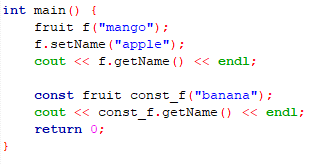 int main() {
fruit f("mango");
f.setName("apple");
cout << f.getName() << endl;
const fruit const_f("banana");
cout << const_f.getName() << endl;
return 0;
}